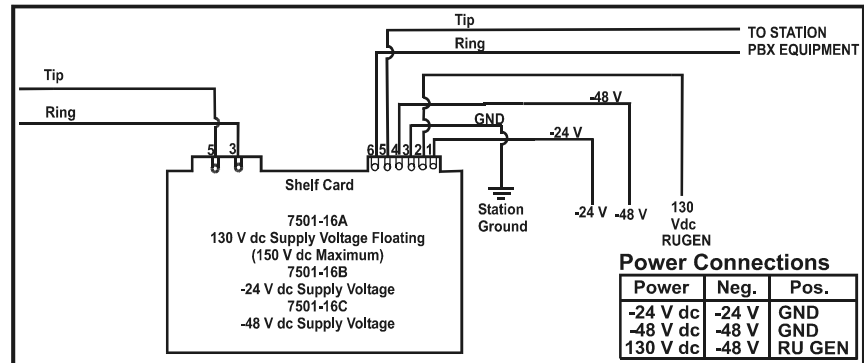 Tip
TO STATION
Ring
PBX EQUIPMENT
Tip
-48 V
Ring
GND
-24 V
5 3
6 5 4 3 2 1
Shelf Card
7501-16A
130 V dc Supply Voltage Floating
(150 V dc Maximum)
7501-16B
-24 V dc Supply Voltage
7501-16C
-48 V dc Supply Voltage
Station
Ground
-24 V
-48 V
130
Vdc
RUGEN
Power Connections
Power Neg. Pos.
-24 V dc -24 V GND
-48 V dc -48 V GND
130 V dc -48 V RU GEN